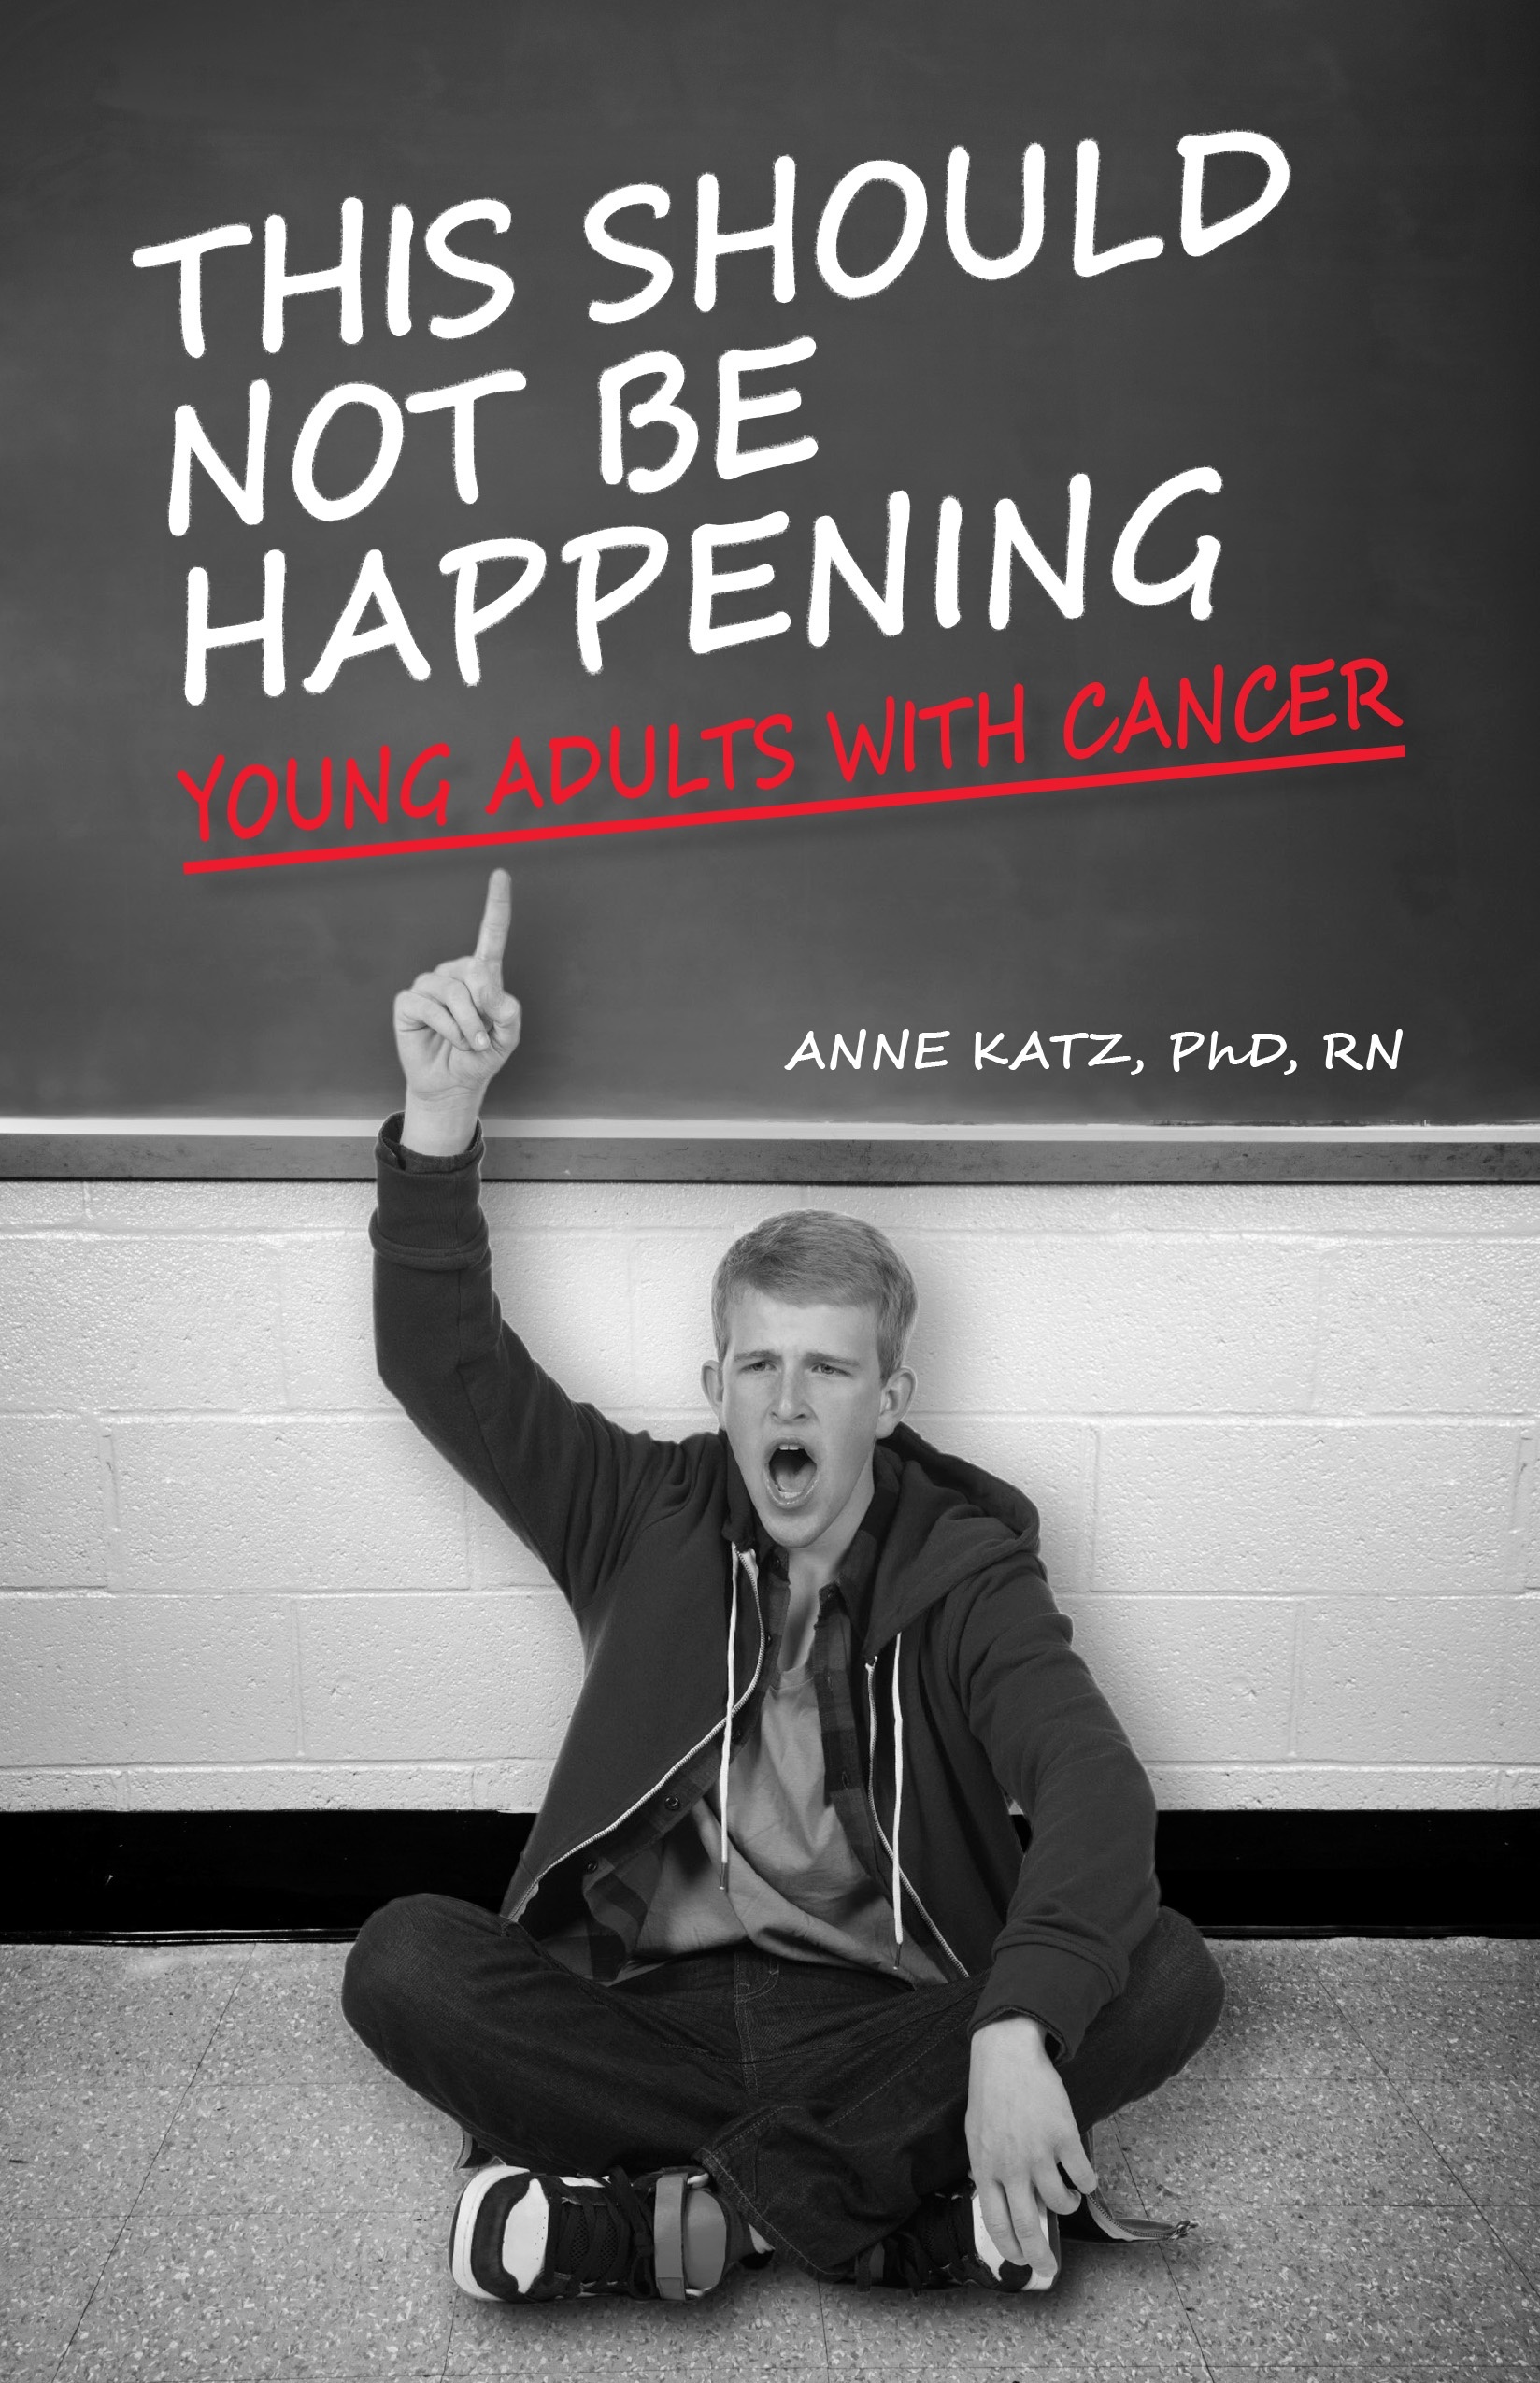 THIS SHOULD
NOT BE
HAPPENING
YOUNG ADULTS WITH CANCER
ANNE KATZ, PhD, RN